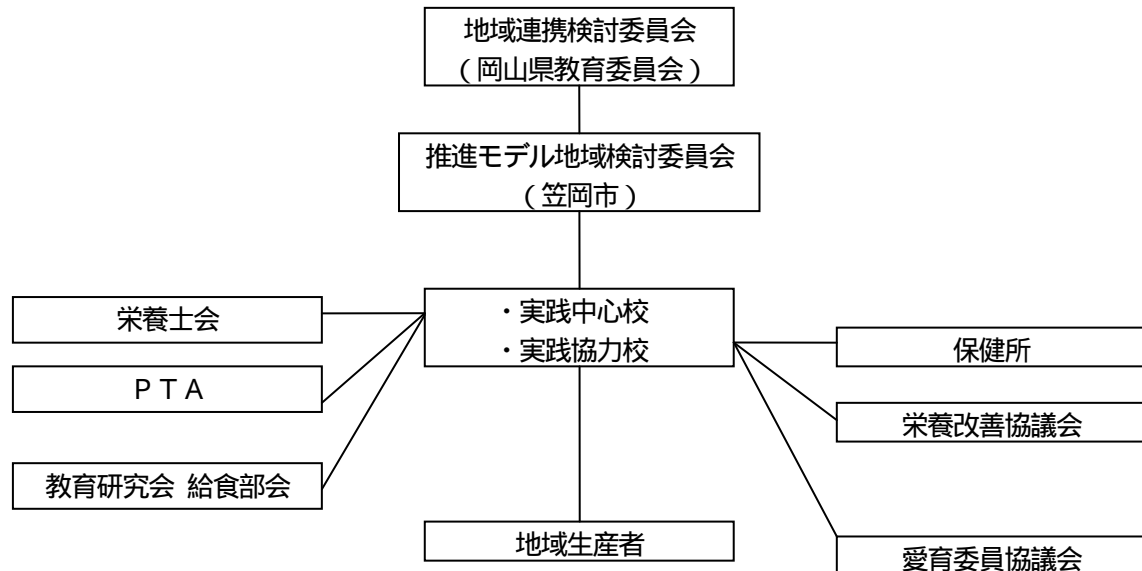 地域連携検討委員会
（岡山県教育委員会）
推進モデル地域検討委員会
（笠岡市）
栄養士会
ＰＴＡ
教育研究会 給食部会
・実践中心校
・実践協力校
保健所
栄養改善協議会
地域生産者
愛育委員協議会